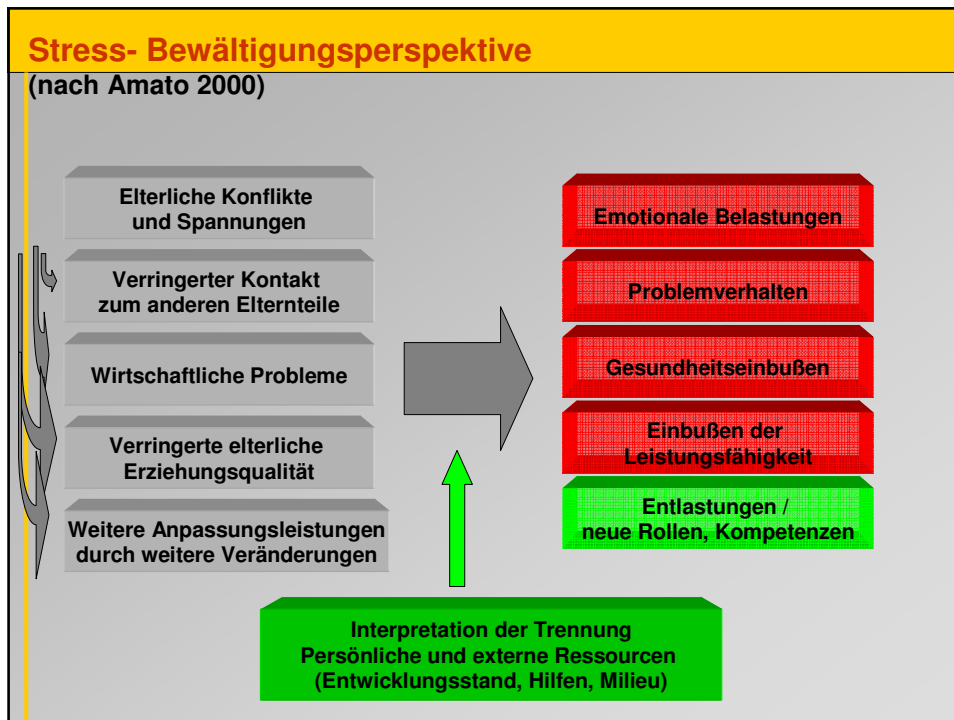 Stress- Bewältigungsperspektive
(nach Amato 2000)
Elterliche Konflikte
und Spannungen
Verringerter Kontakt
zum anderen Elternteile
Wirtschaftliche Probleme
Verringerte elterliche
Erziehungsqualität
Weitere Anpassungsleistungen
durch weitere Veränderungen
Emotionale Belastungen
Problemverhalten
Gesundheitseinbußen
Einbußen der
Leistungsfähigkeit
Entlastungen /
neue Rollen, Kompetenzen
Interpretation der Trennung
Persönliche und externe Ressourcen
(Entwicklungsstand, Hilfen, Milieu)